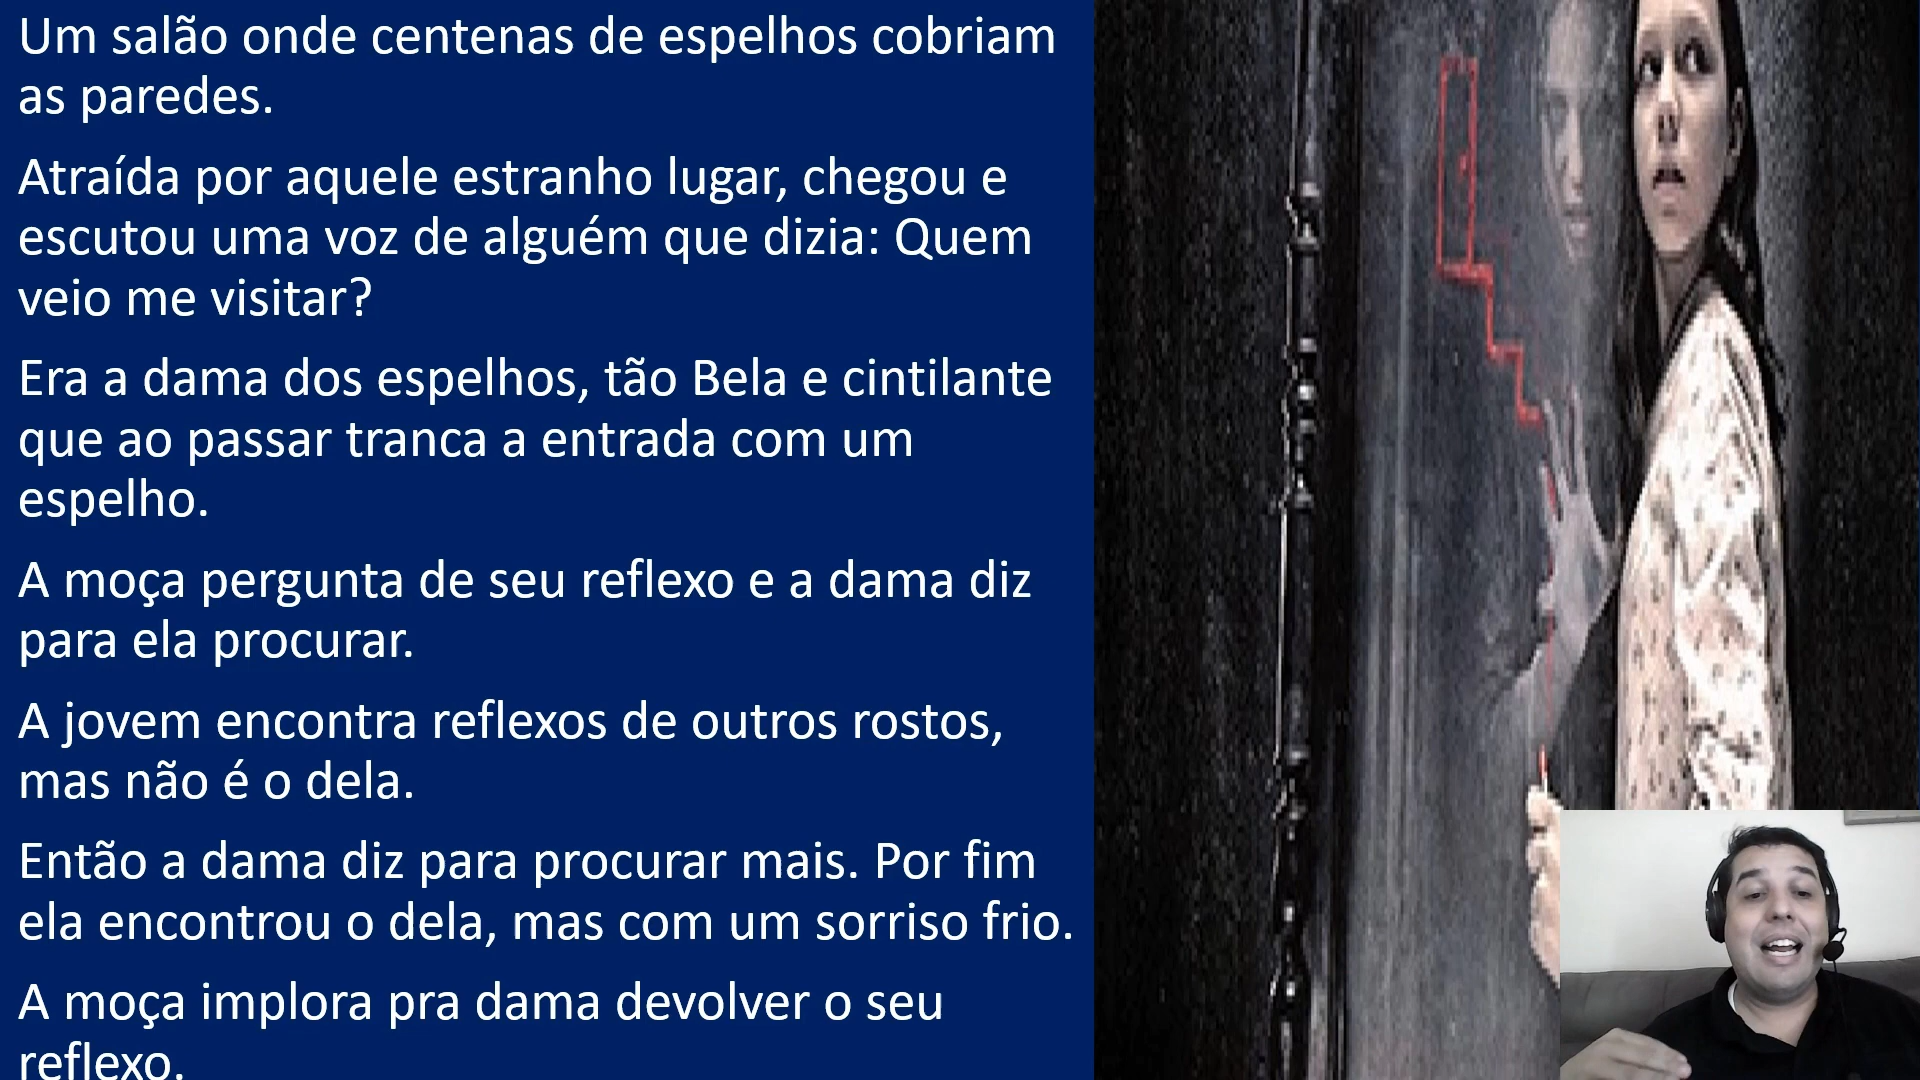 Um salão onde centenas de espelhos cobriam
as paredes.
Atraída por aquele estranho lugar, chegou e
escutou uma voz de alguém que dizia: Quem
veio me visitar?
Era a dama dos espelhos, tão Bela e cintilante
que ao passar tranca a entrada com um
espelho.
A moça pergunta de seu reflexo e a dama diz
para ela procurar.
A jovem encontra reflexos de outros rostos,
mas não é o dela.
Então a dama diz para procurar mais. Por fim
ela encontrou o dela, mas com um sorriso frio.
A moça implora pra dama devolver o seu
reflexo.